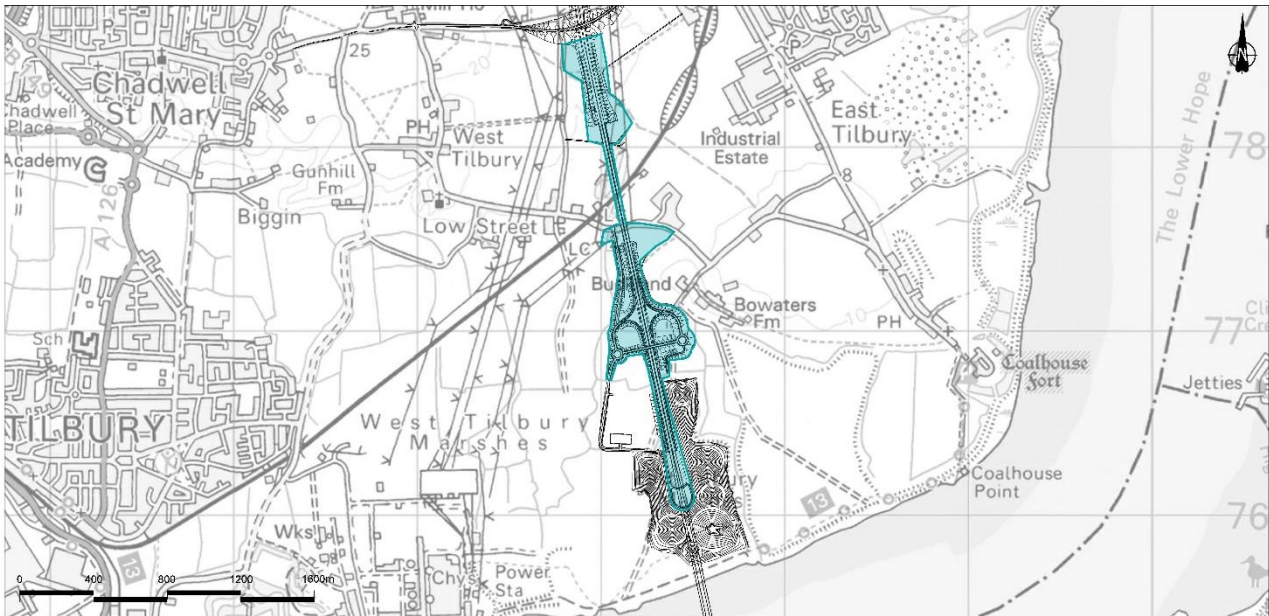 25
Chadwell
St Mary
Chadwell
Place
Academy
PH
West
Tilbury
Gunhill
Fm
Biggin
A 126
Low Street
LC
LC
20
Industrial
Estate
East
Tilbury
8
P
78
The Lower Hope
Bowaters
Fm
10
PH
77
Coalhouse
Fort
Jetties
Sch
TILBURY
West Tilbury
Marshes
Coalhouse
Point
13
76
Wks
Chys
Power
Sta
13
N
0 400 800 1200 1600m